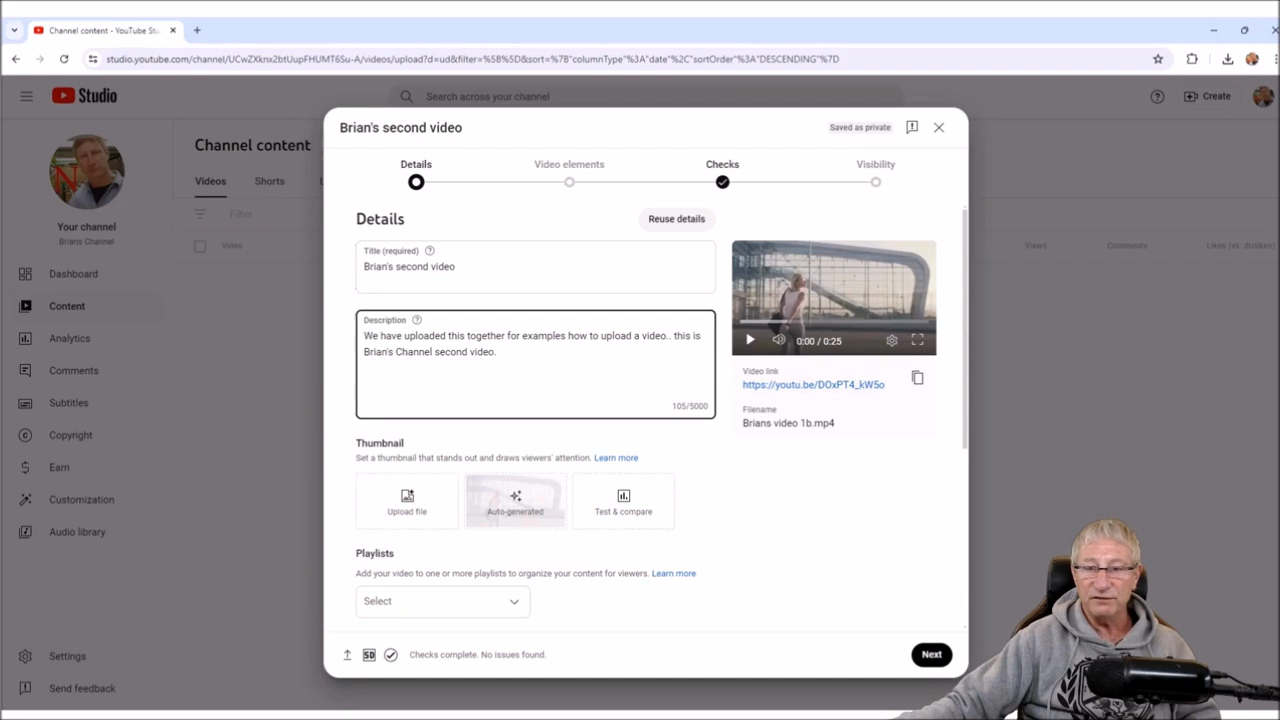 Channel content - YouTube Stu
studio.youtube.com/channel/UCwZXknx2btUupFHUMT6Su-A/videos/upload?d=ud&filter=%5B%5D&sort=%7B"columnType"%3A"date"%2C"sortOrder"%3A"DESCENDING"%7D
Studio
Search across your channel
Create
Your channel
Brians Channel
Dashboard
Content
Analytics
Comments
Subtitles
Copyright
Earn
Customization
Audio library
Settings
Send feedback
Channel content
Videos
Shorts
L
Filter
Video
Views
Comments
Likes (vs. dislikes)
Brian's second video
Saved as private
Details
Video elements
Checks
Visibility
Details
Reuse details
Title (required)
Brian's second video
Description
We have uploaded this together for examples how to upload a video.. this is
Brian's Channel second video.
105/5000
0:00 / 0:25
Video link
https://youtu.be/DOxPT4_kW5o
Filename
Brians video 1b.mp4
Thumbnail
Set a thumbnail that stands out and draws viewers' attention. Learn more
Upload file
Auto-generated
Test & compare
Playlists
Add your video to one or more playlists to organize your content for viewers. Learn more
Select
SD
Checks complete. No issues found.
Next